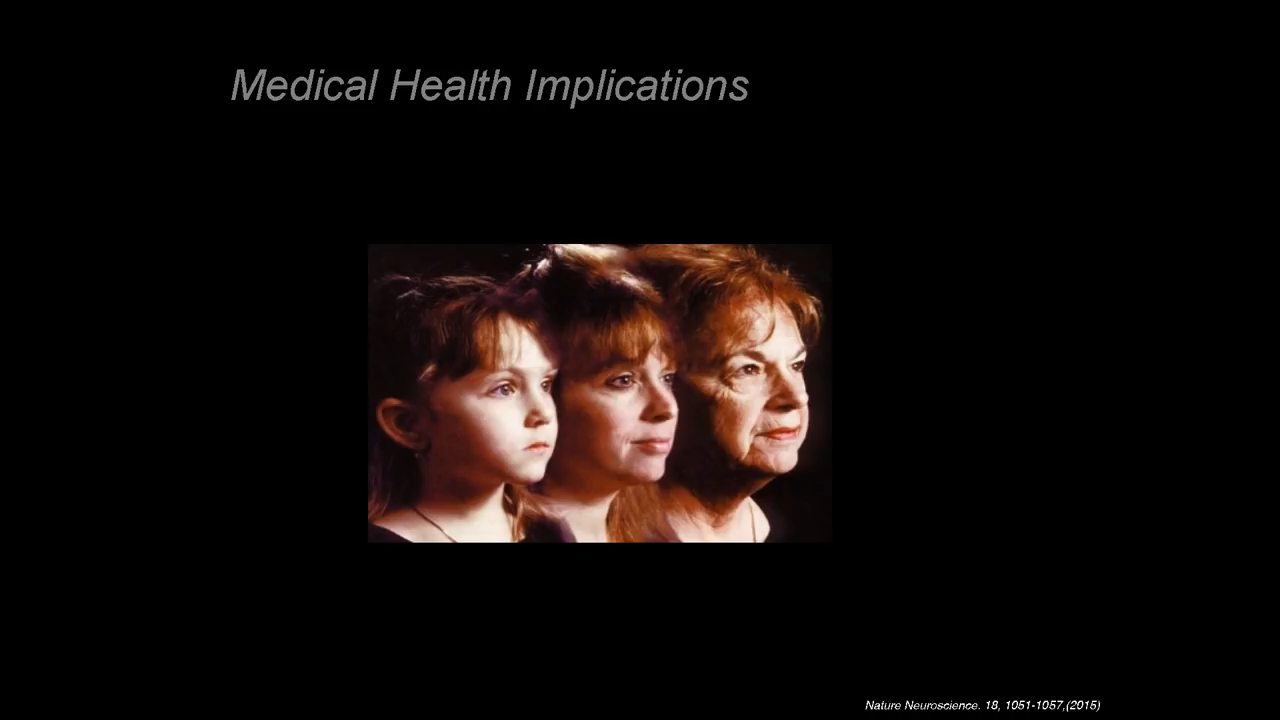 Medical Health Implications
Nature Neuroscience. 18, 1051-1057,(2015)